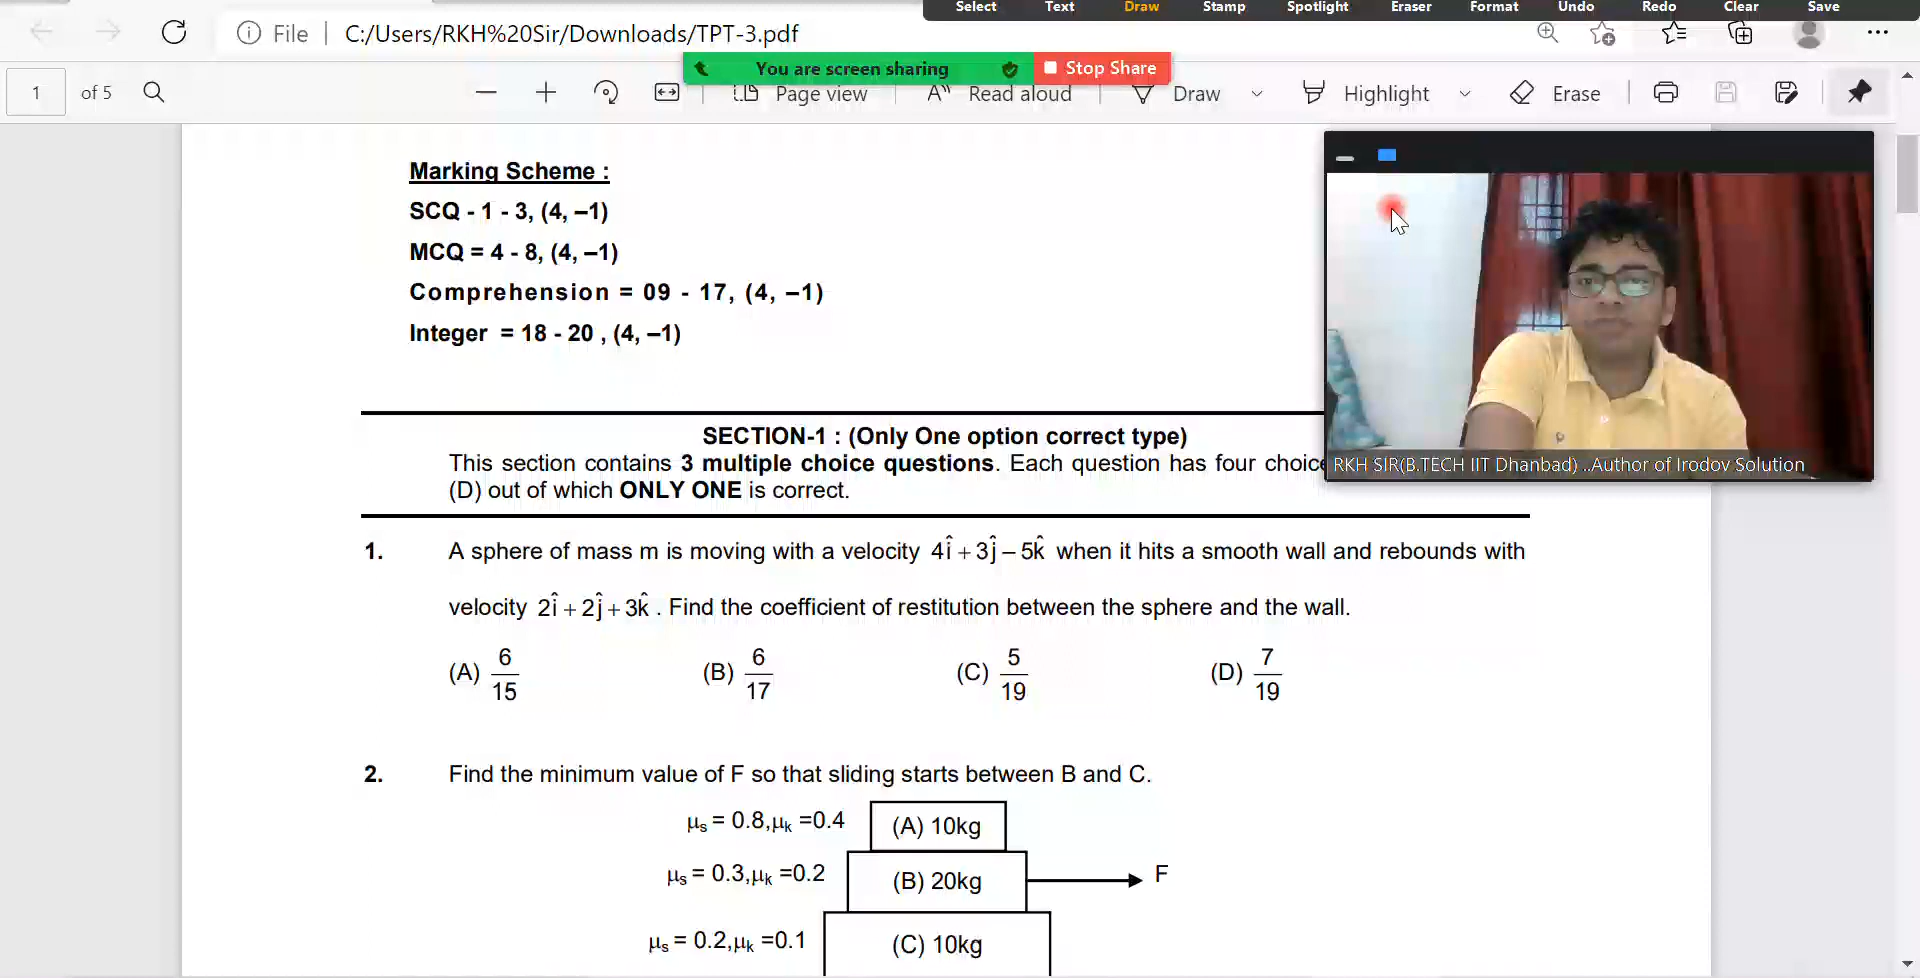 Select Text Draw Stamp Spotlight Eraser Format Undo Redo Clear Save
File C:/Users/RKH%20Sir/Downloads/TPT-3.pdf
You are screen sharing Stop Share
1 of 5 Page view Read aloud Draw Highlight Erase
Marking Scheme :
SCQ - 1 - 3, (4, –1)
MCQ = 4 - 8, (4, –1)
Comprehension = 09 - 17, (4, –1)
Integer = 18 - 20 , (4, –1)
SECTION-1 : (Only One option correct type)
This section contains 3 multiple choice questions. Each question has four choic
RKH SIR(B.TECH IIT Dhanbad) ..Author of Irodov Solution
(D) out of which ONLY ONE is correct.
1. A sphere of mass m is moving with a velocity 4î + 3ĵ – 5k̂ when it hits a smooth wall and rebounds with
velocity 2î + 2ĵ + 3k̂ . Find the coefficient of restitution between the sphere and the wall.
(A) 6/15 (B) 6/17 (C) 5/19 (D) 7/19
2. Find the minimum value of F so that sliding starts between B and C.
μs = 0.8,μk =0.4 (A) 10kg
μs = 0.3,μk =0.2 (B) 20kg F
μs = 0.2,μk =0.1 (C) 10kg